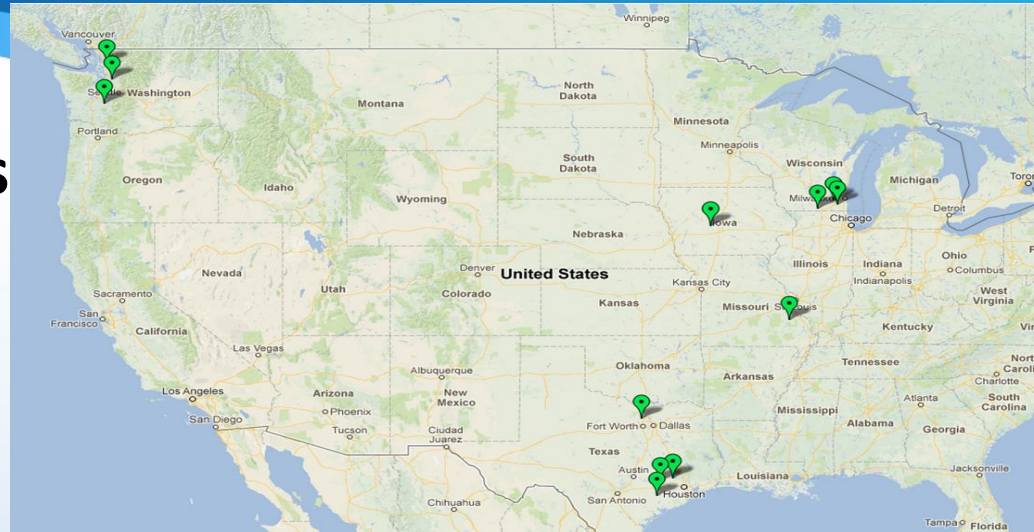 Winnipeg
Vancouver
Washington
Montana
North
Dakota
Minnesota
Portland
Minneapolis
South
Dakota
Wisconsin
s
Oregon
Idaho
Michigan
Wyoming
Detroit
Chicago
Iowa
Nebraska
Ohio
Nevada
Denver
United States
Illinois
Indiana
Columbus
Utah
Colorado
Kansas City
Indianapolis
Sacramento
West
Virginia
Kansas
Missouri
San
Francisco
California
Kentucky
Las Vegas
Oklahoma
Tennessee
Albuquerque
Arkansas
Charlotte
Los Angeles
Arizona
New
Mexico
South
Carolina
Atlanta
Phoenix
Mississippi
San Diego
Fort Worth
Dallas
Alabama
Georgia
Tucson
Ciudad
Juarez
Texas
Austin
Louisiana
Jacksonville
San Antonio
Houston
Chihuahua
Tampa
Florida